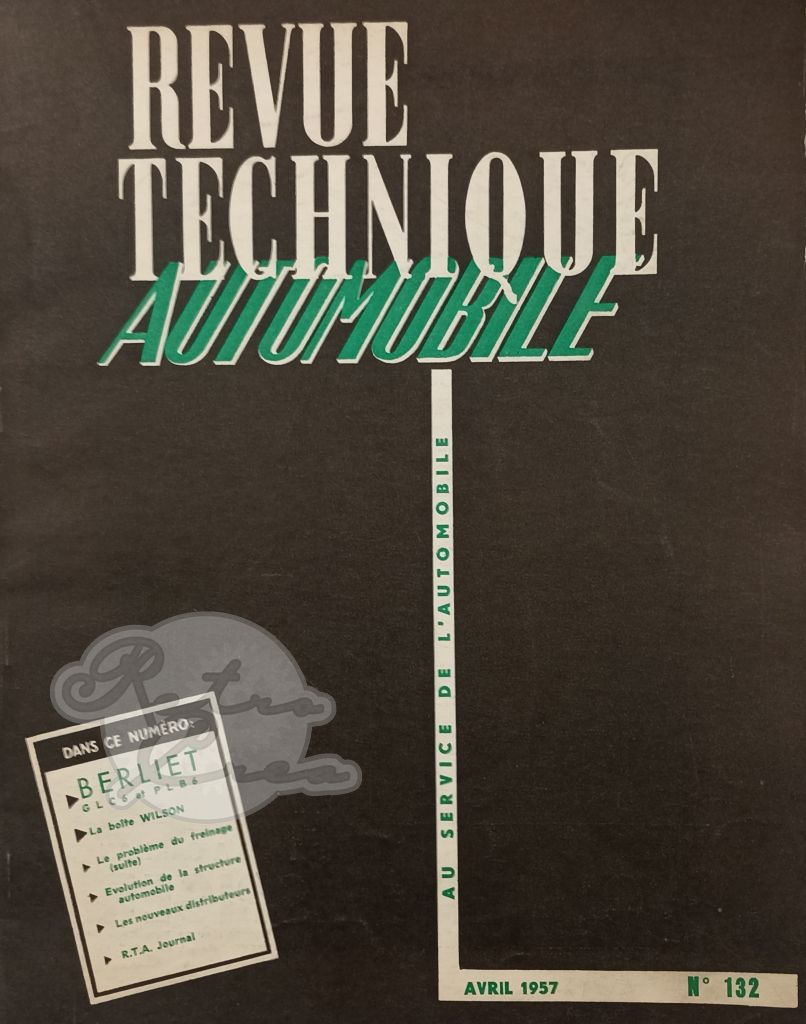 REVUE
TECHNIQUE
AUTOMOBILE
AU SERVICE DE L'AUTOMOBILE
Retro
DANS CE NUMÉRO:
BERLIET
GLC6 et PLB6
La boîte WILSON
Le problème du freinage
(suite)
Evolution de la structure
automobile
Les nouveaux distributeurs
R.T.A. Journal
AVRIL 1957
N° 132